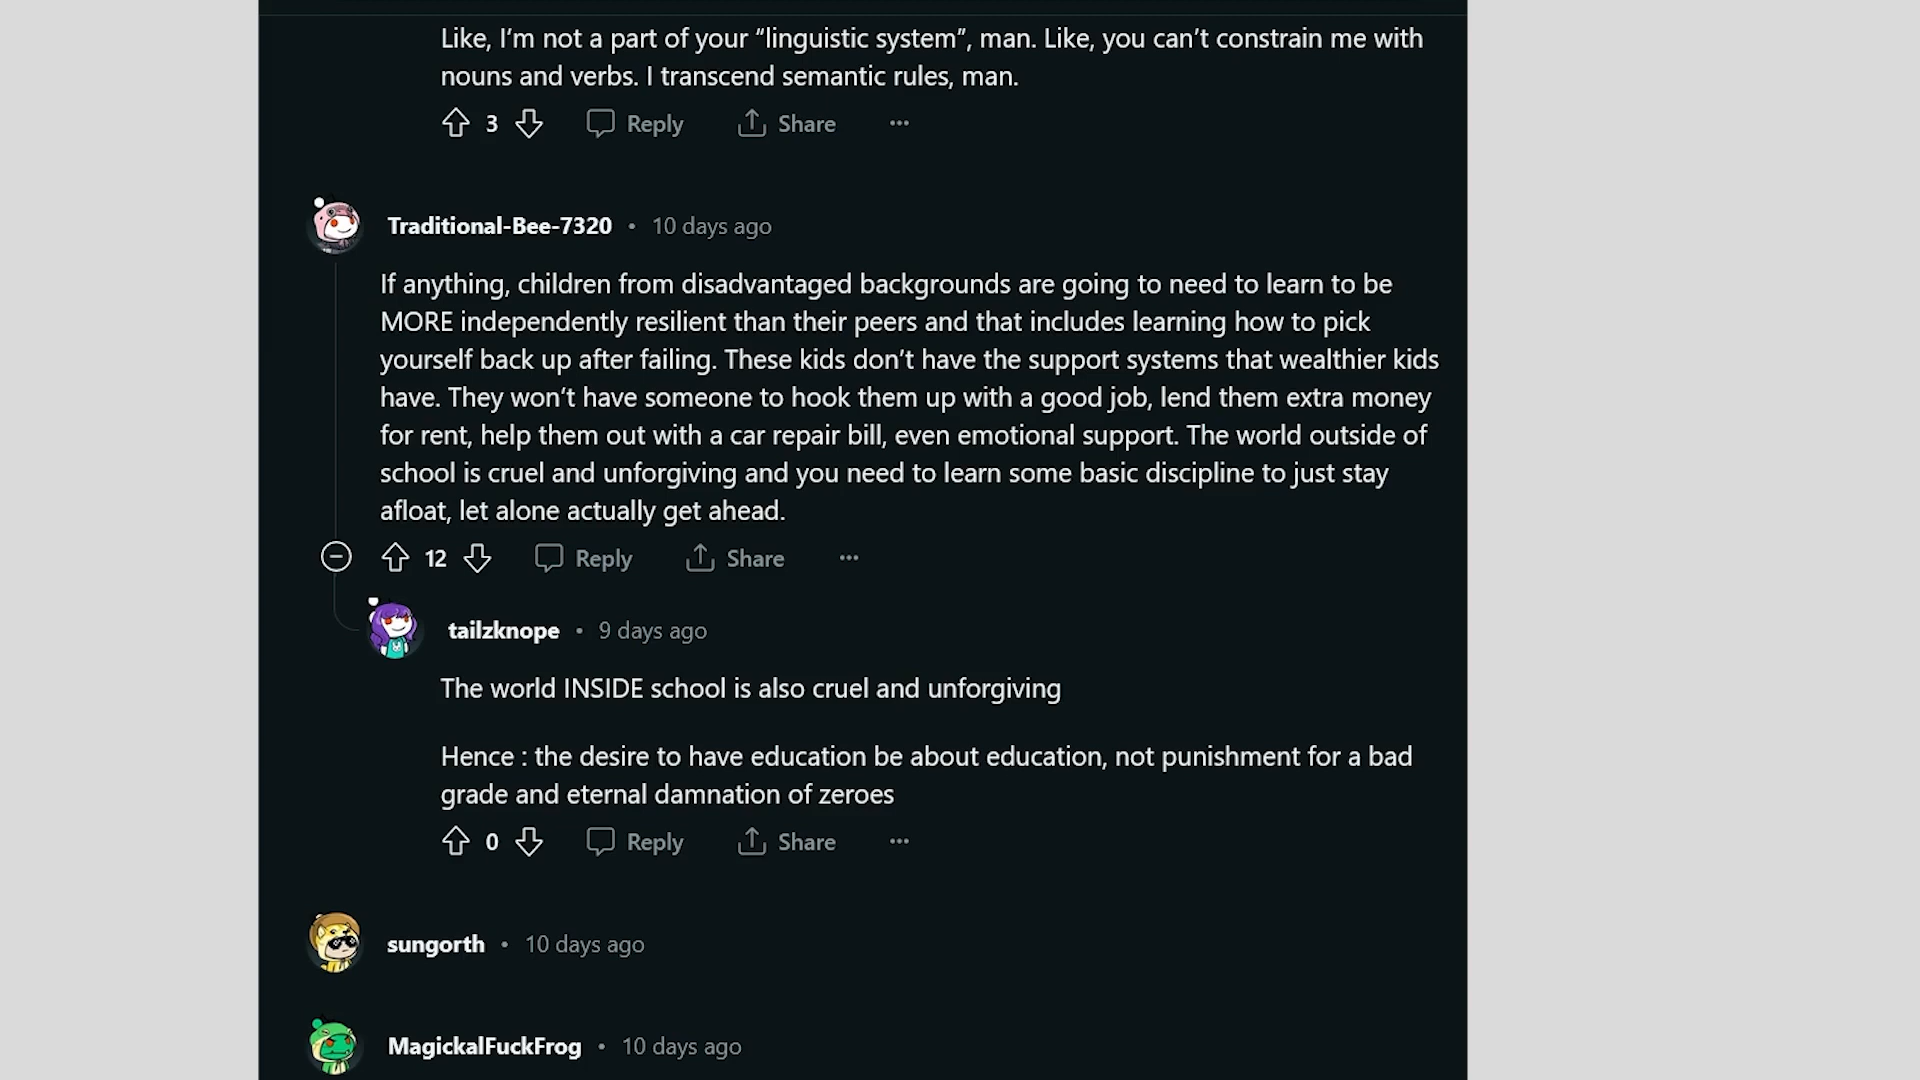 Like, I’m not a part of your “linguistic system”, man. Like, you can’t constrain me with
nouns and verbs. I transcend semantic rules, man.
3 Reply Share ···
Traditional-Bee-7320 • 10 days ago
If anything, children from disadvantaged backgrounds are going to need to learn to be
MORE independently resilient than their peers and that includes learning how to pick
yourself back up after failing. These kids don’t have the support systems that wealthier kids
have. They won’t have someone to hook them up with a good job, lend them extra money
for rent, help them out with a car repair bill, even emotional support. The world outside of
school is cruel and unforgiving and you need to learn some basic discipline to just stay
afloat, let alone actually get ahead.
12 Reply Share ···
tailzknope • 9 days ago
The world INSIDE school is also cruel and unforgiving
Hence : the desire to have education be about education, not punishment for a bad
grade and eternal damnation of zeroes
0 Reply Share ···
sungorth • 10 days ago
MagickalFuckFrog • 10 days ago